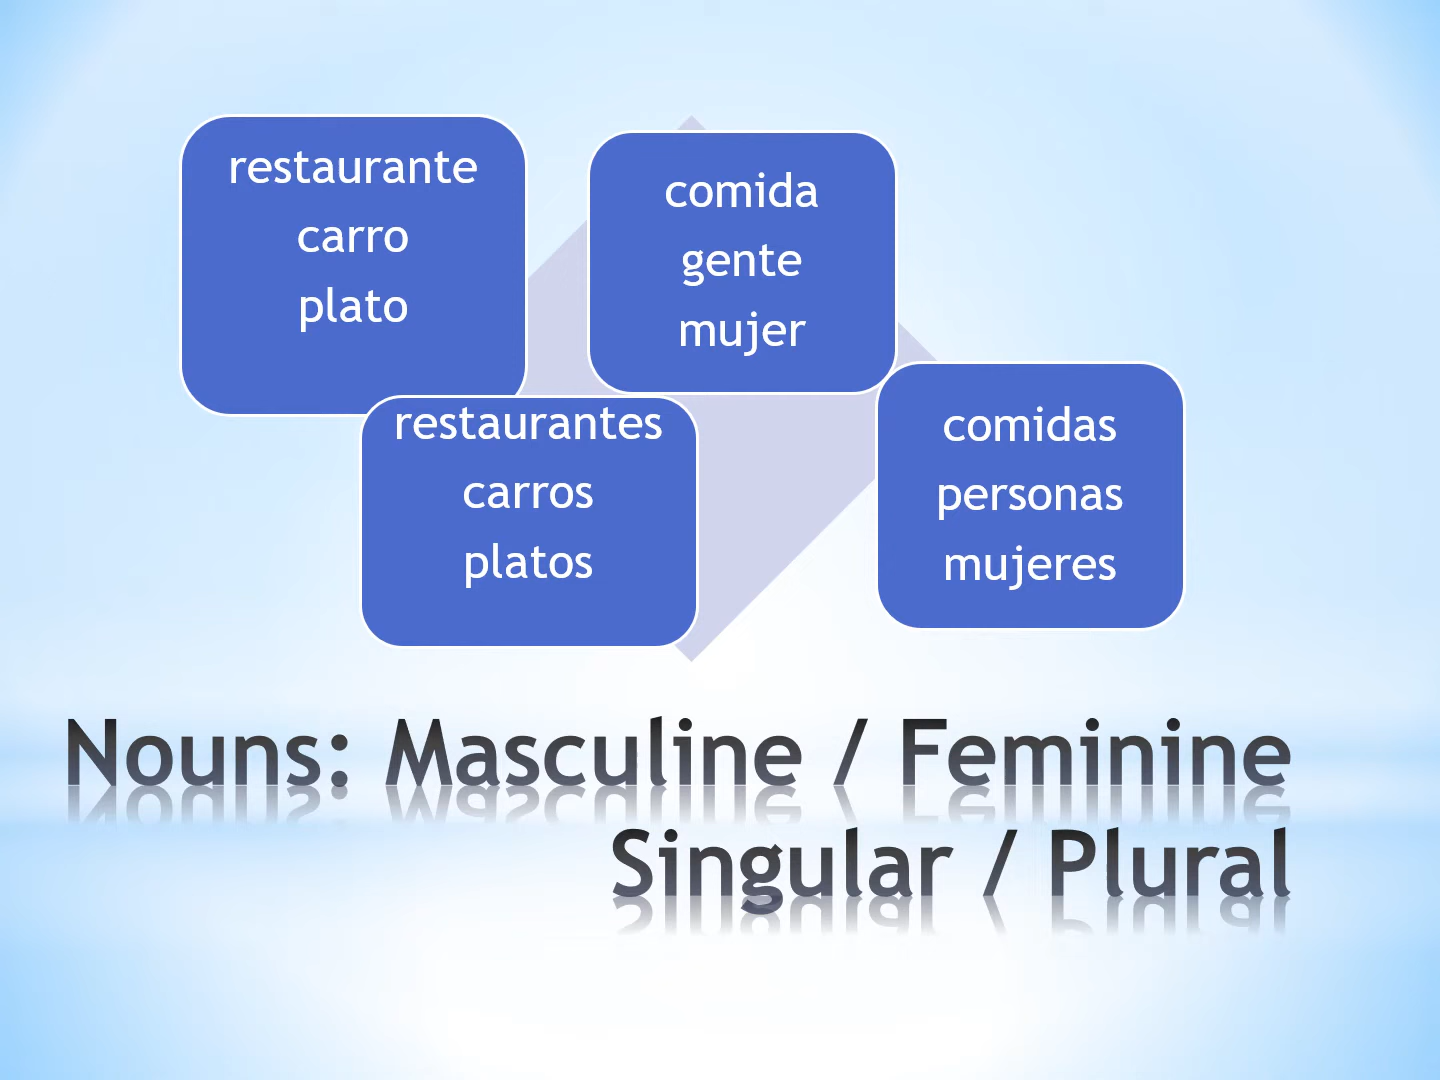 restaurante
carro
plato
comida
gente
mujer
restaurantes
carros
platos
comidas
personas
mujeres
Nouns: Masculine / Feminine
Singular / Plural